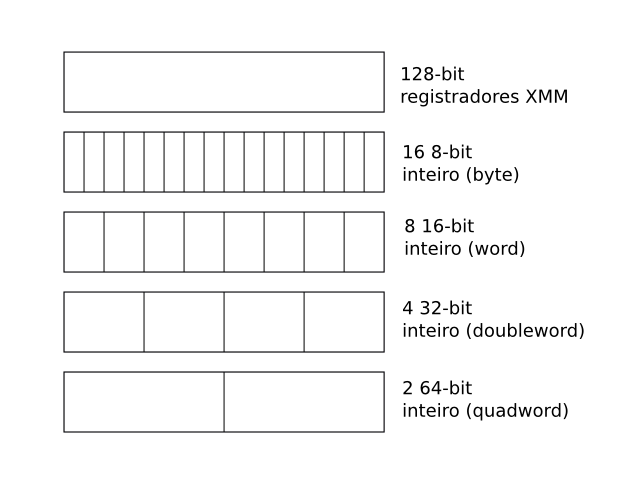 128-bit
registradores XMM
16 8-bit
inteiro (byte)
8 16-bit
inteiro (word)
4 32-bit
inteiro (doubleword)
2 64-bit
inteiro (quadword)